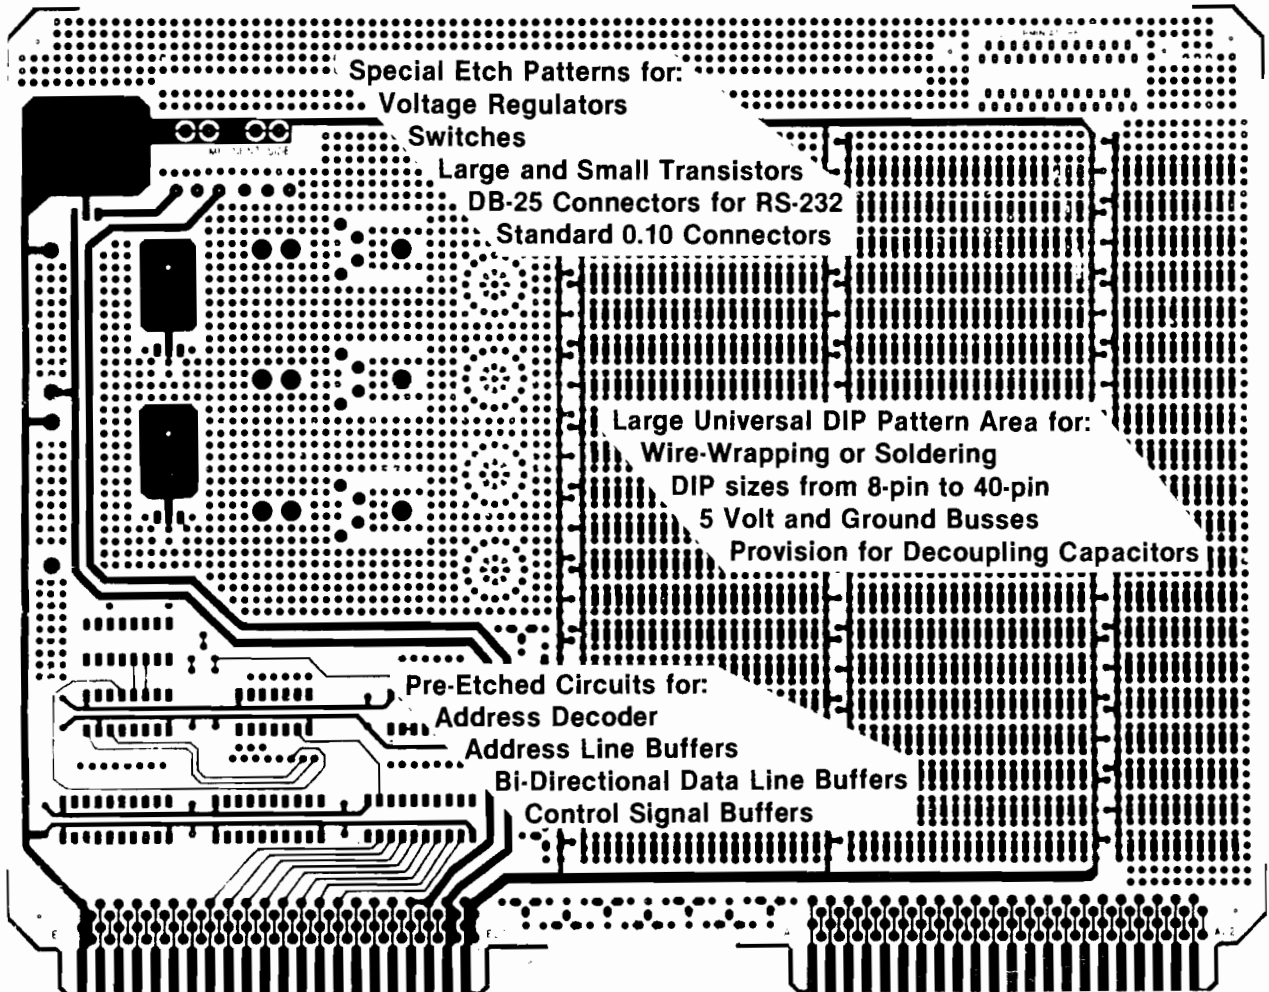 Special Etch Patterns for:
Voltage Regulators
Switches
Large and Small Transistors
DB-25 Connectors for RS-232
Standard 0.10 Connectors
Large Universal DIP Pattern Area for:
Wire-Wrapping or Soldering
DIP sizes from 8-pin to 40-pin
5 Volt and Ground Busses
Provision for Decoupling Capacitors
Pre-Etched Circuits for:
Address Decoder
Address Line Buffers
Bi-Directional Data Line Buffers
Control Signal Buffers